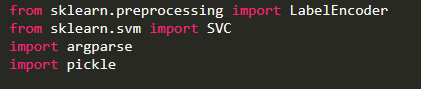 from sklearn.preprocessing import LabelEncoder
from sklearn.svm import SVC
import argparse
import pickle